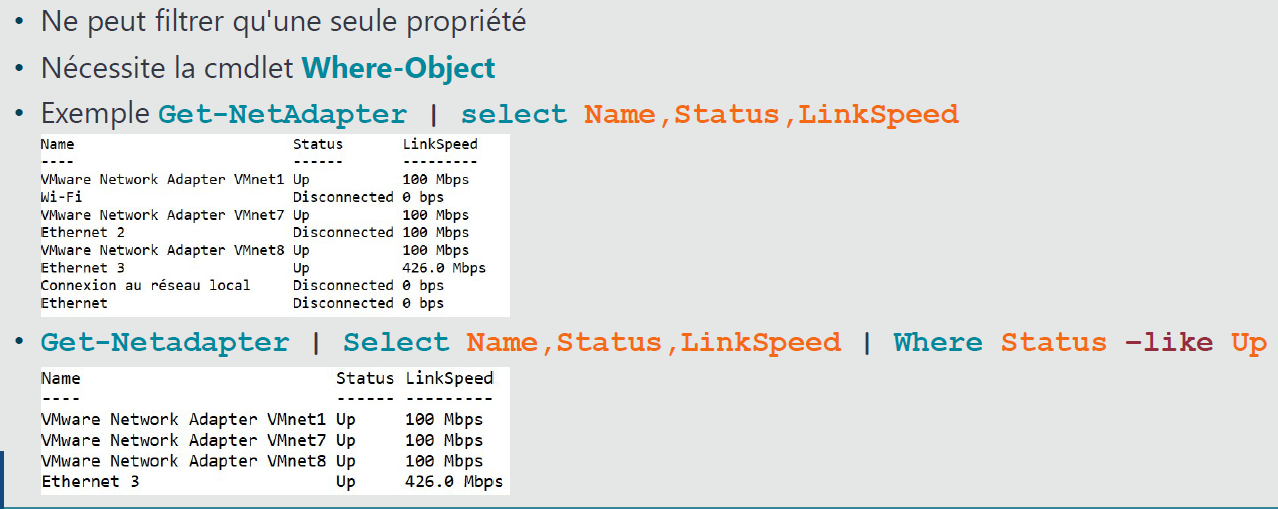 • Ne peut filtrer qu'une seule propriété
• Nécessite la cmdlet Where-Object
• Exemple Get-NetAdapter | select Name,Status,LinkSpeed
Name Status LinkSpeed
---- ------ ---------
VMware Network Adapter VMnet1 Up 100 Mbps
Wi-Fi Disconnected 0 bps
VMware Network Adapter VMnet7 Up 100 Mbps
Ethernet 2 Disconnected 100 Mbps
VMware Network Adapter VMnet8 Up 100 Mbps
Ethernet 3 Up 426.0 Mbps
Connexion au réseau local Disconnected 0 bps
Ethernet Disconnected 0 bps
• Get-Netadapter | Select Name,Status,LinkSpeed | Where Status –like Up
Name Status LinkSpeed
---- ------ ---------
VMware Network Adapter VMnet1 Up 100 Mbps
VMware Network Adapter VMnet7 Up 100 Mbps
VMware Network Adapter VMnet8 Up 100 Mbps
Ethernet 3 Up 426.0 Mbps